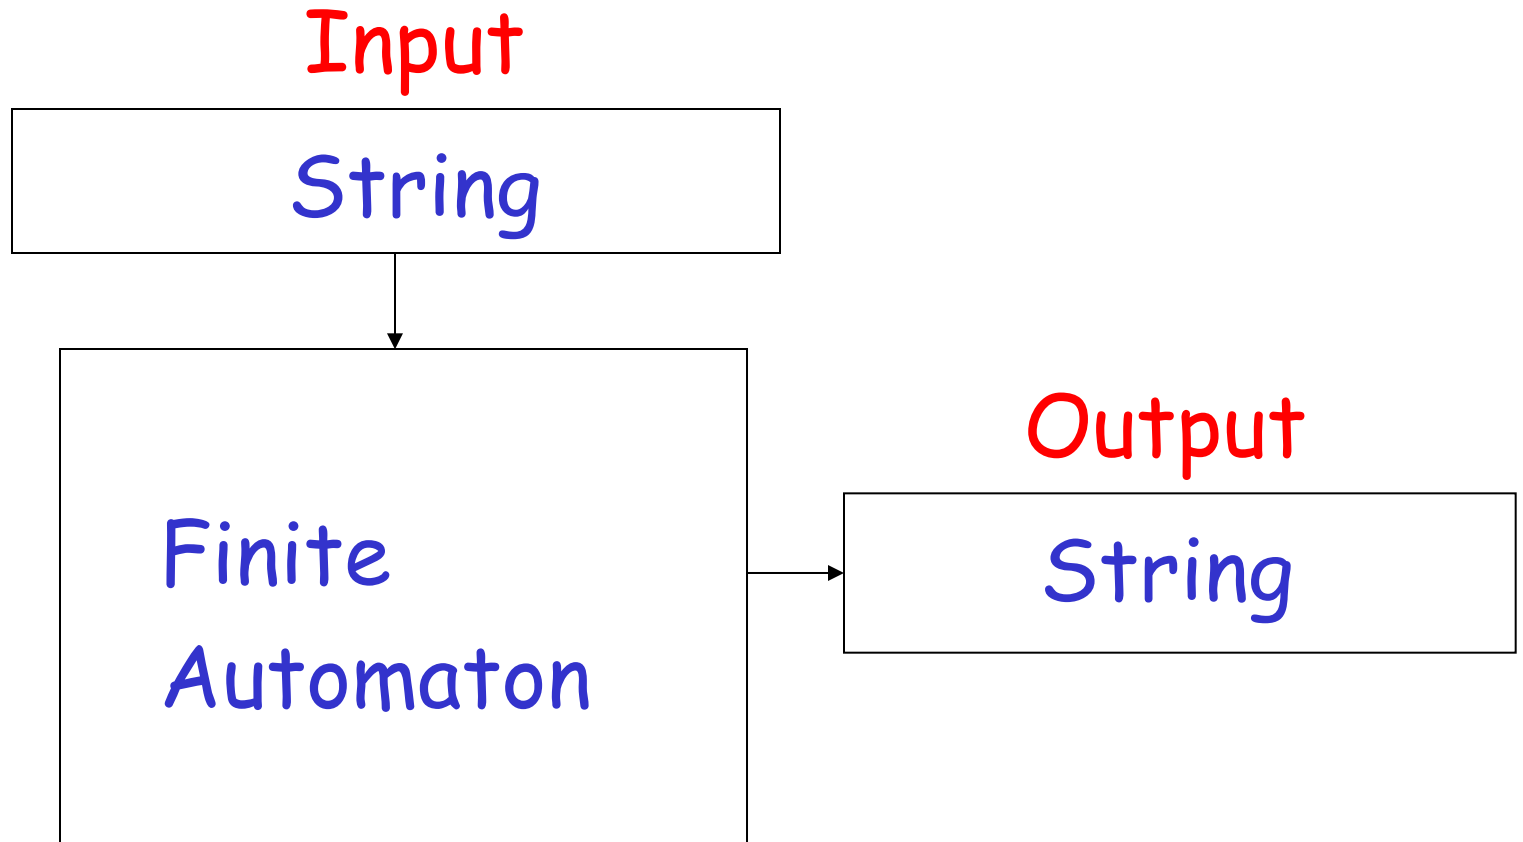 Input
String
Output
String
Finite
Automaton